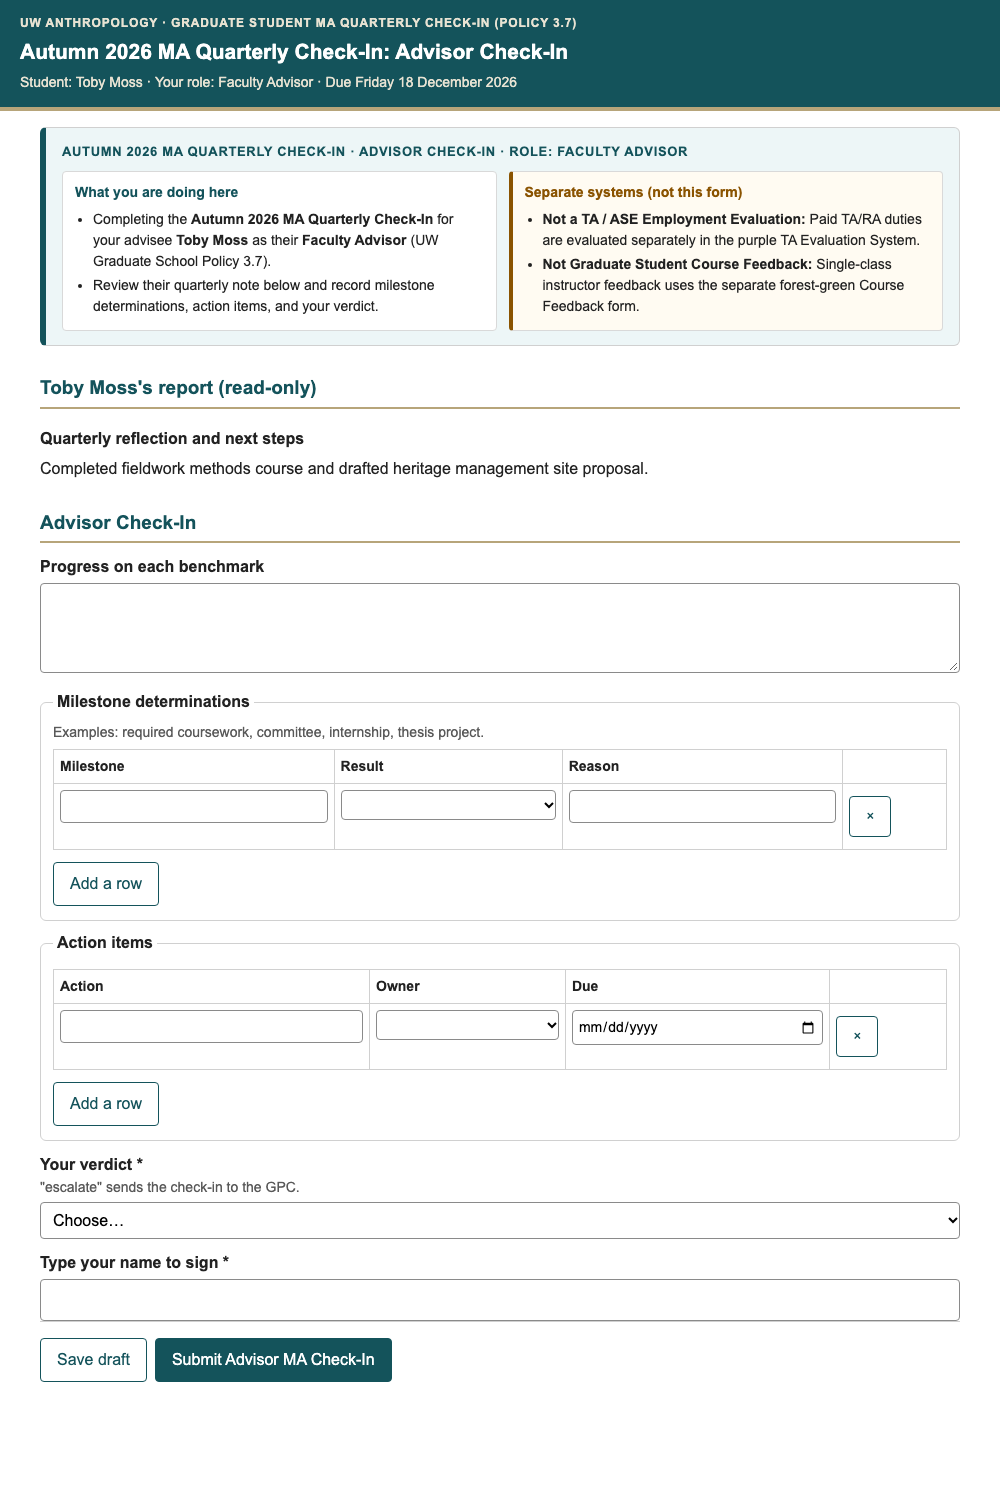 UW ANTHROPOLOGY · GRADUATE STUDENT MA QUARTERLY CHECK-IN (POLICY 3.7)
Autumn 2026 MA Quarterly Check-In: Advisor Check-In
Student: Toby Moss · Your role: Faculty Advisor · Due Friday 18 December 2026
AUTUMN 2026 MA QUARTERLY CHECK-IN · ADVISOR CHECK-IN · ROLE: FACULTY ADVISOR
What you are doing here
• Completing the Autumn 2026 MA Quarterly Check-In for
your advisee Toby Moss as their Faculty Advisor (UW
Graduate School Policy 3.7).
• Review their quarterly note below and record milestone
determinations, action items, and your verdict.
Separate systems (not this form)
• Not a TA / ASE Employment Evaluation: Paid TA/RA duties
are evaluated separately in the purple TA Evaluation System.
• Not Graduate Student Course Feedback: Single-class
instructor feedback uses the separate forest-green Course
Feedback form.
Toby Moss's report (read-only)
Quarterly reflection and next steps
Completed fieldwork methods course and drafted heritage management site proposal.
Advisor Check-In
Progress on each benchmark
Milestone determinations
Examples: required coursework, committee, internship, thesis project.
Milestone Result Reason
×
Add a row
Action items
Action Owner Due
mm/dd/yyyy ×
Add a row
Your verdict *
"escalate" sends the check-in to the GPC.
Choose…
Type your name to sign *
Save draft Submit Advisor MA Check-In